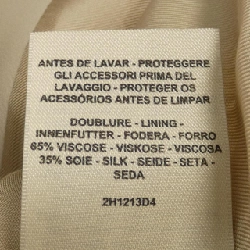 ANTES DE LAVAR - PROTEGGERE
GLI ACCESSORI PRIMA DEL
LAVAGGIO - PROTEGER OS
ACESSÓRIOS ANTES DE LIMPAR
DOUBLURE - LINING -
INNENFUTTER - FODERA - FORRO
65% VISCOSE - VISKOSE - VISCOSA
35% SOIE - SILK - SEIDE - SETA -
SEDA
2H1213D4